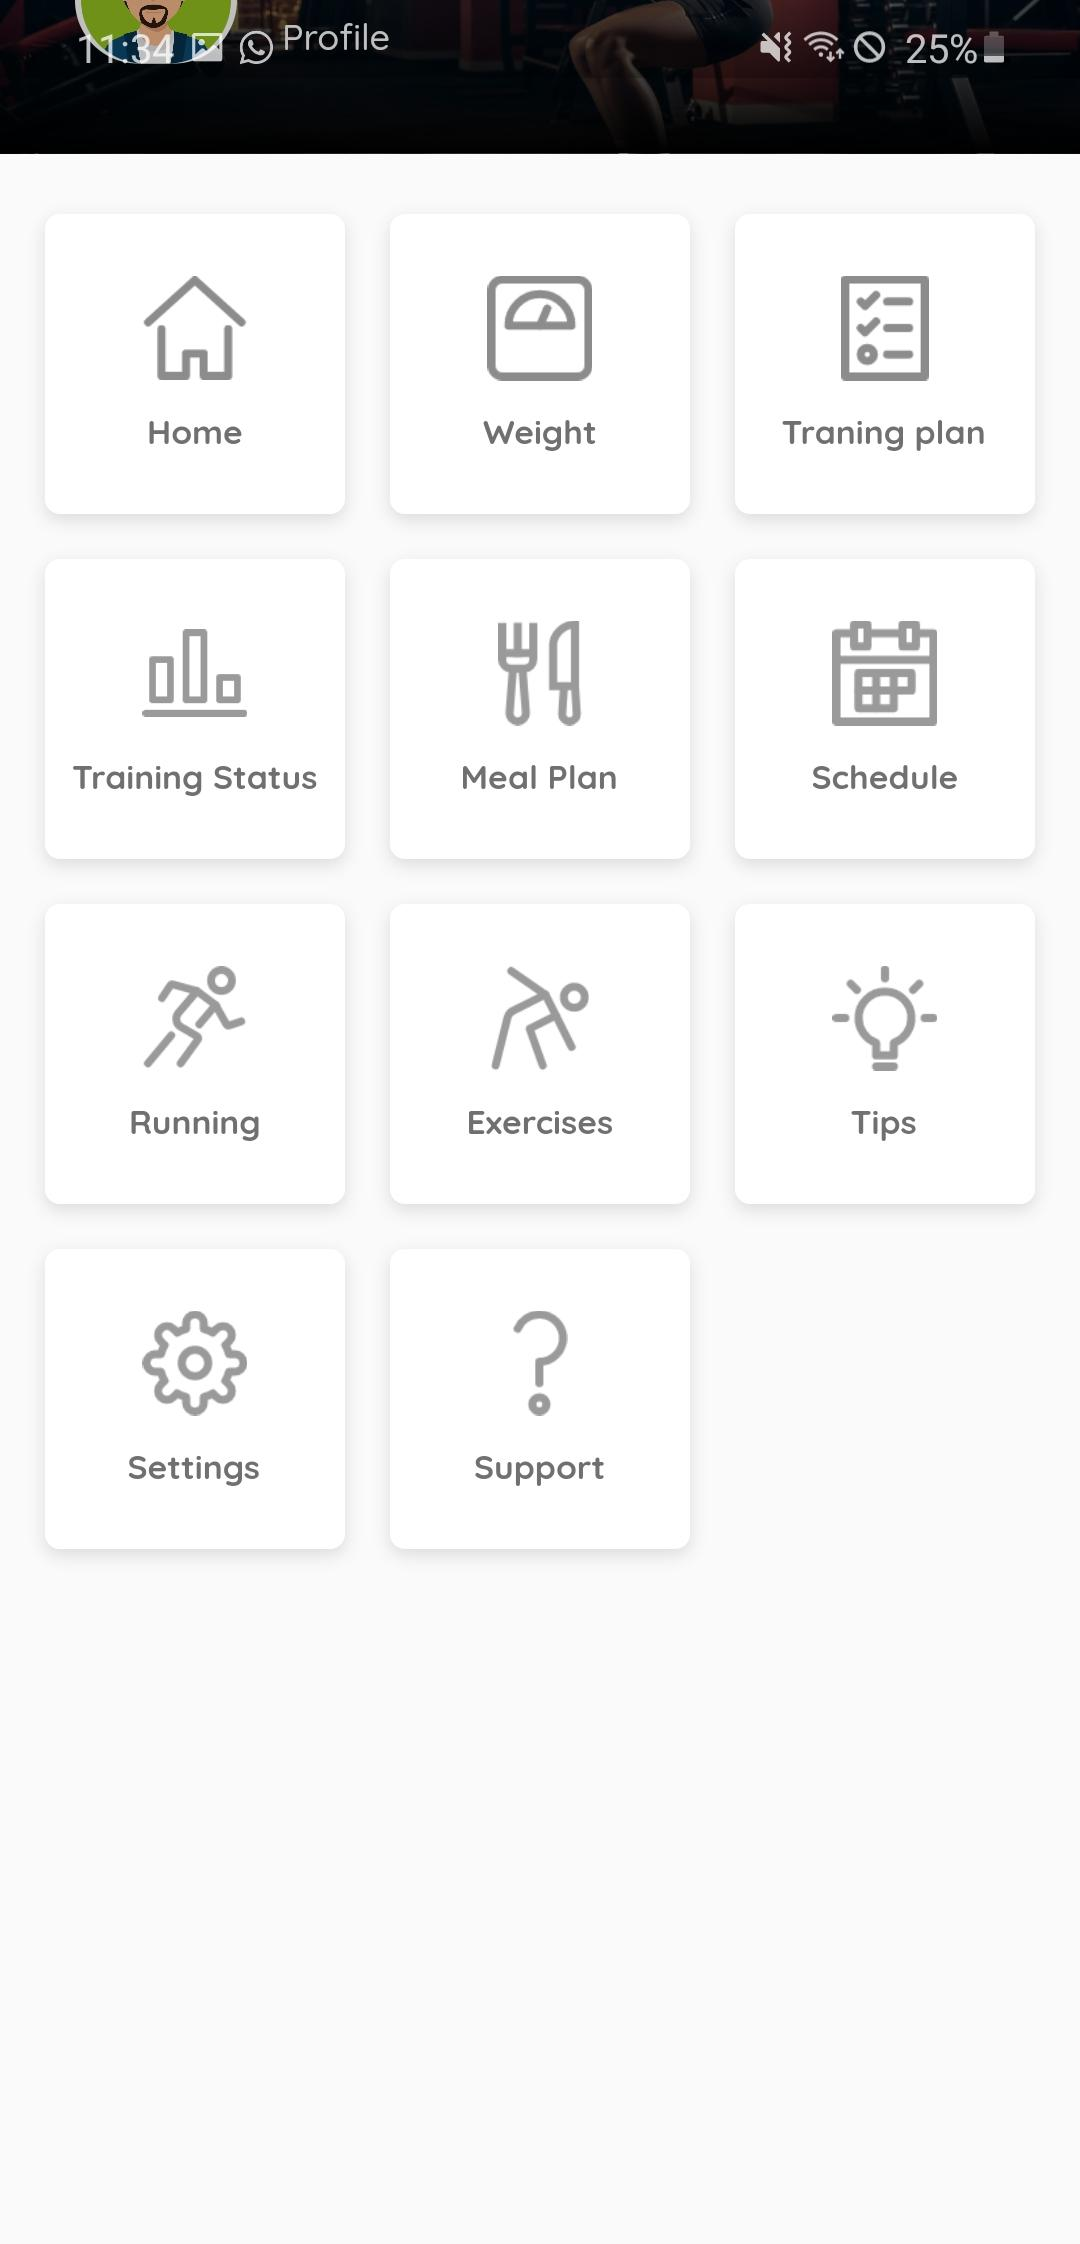 11:34 Profile 25%
Home Weight Traning plan
Training Status Meal Plan Schedule
Running Exercises Tips
Settings Support